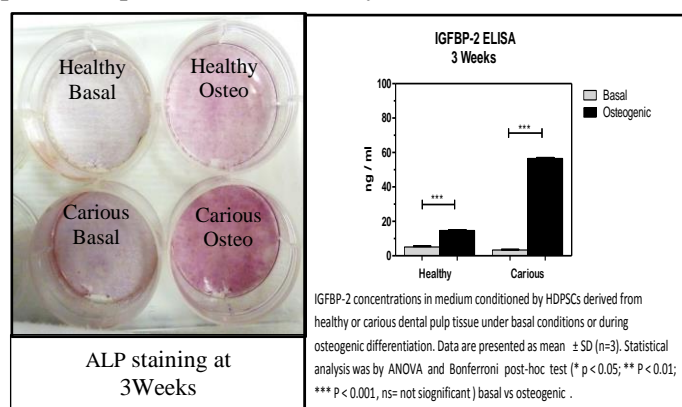 Healthy
Basal
Healthy
Osteo
Carious
Basal
Carious
Osteo
ALP staining at
3Weeks
IGFBP-2 ELISA
3 Weeks
100
80
60
40
20
0
ng / ml
***
***
Healthy
Carious
Basal
Osteogenic
IGFBP-2 concentrations in medium conditioned by HDPSCs derived from
healthy or carious dental pulp tissue under basal conditions or during
osteogenic differentiation. Data are presented as mean ± SD (n=3). Statistical
analysis was by ANOVA and Bonferroni post-hoc test (* p < 0.05; ** P < 0.01;
*** P < 0.001, ns= not siognificant ) basal vs osteogenic .